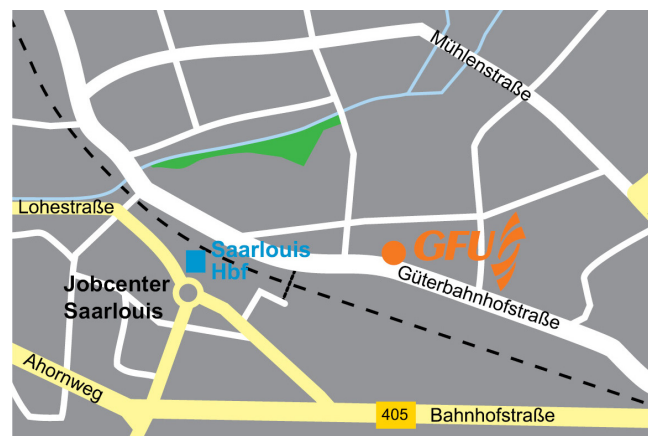 Mühlenstraße
Lohestraße
Saarlouis
Hbf
GFU
Jobcenter
Saarlouis
Güterbahnhofstraße
Ahornweg
405
Bahnhofstraße